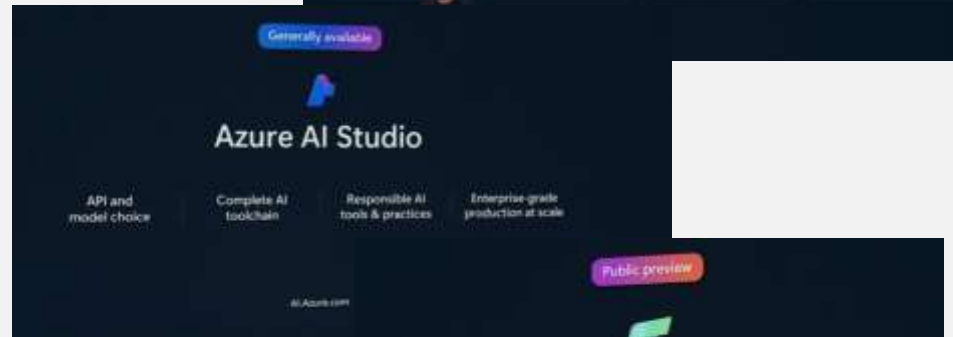 Generally available
Azure AI Studio
API and
model choice
Complete AI
toolchain
Responsible AI
tools & practices
Enterprise-grade
production at scale
AI.Azure.com
Public preview